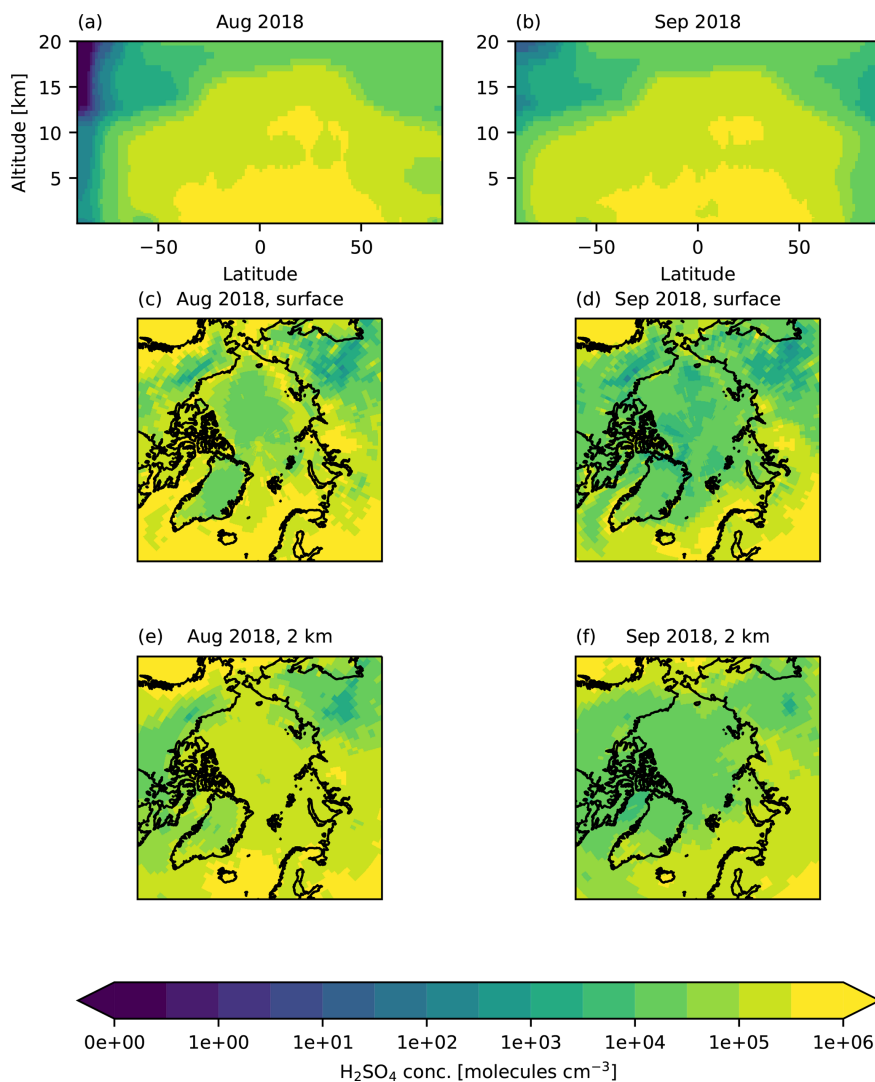 (a) Aug 2018
(b) Sep 2018
20
15
10
5
Altitude [km]
−50 0 50
Latitude
20
15
10
5
−50 0 50
Latitude
(c) Aug 2018, surface
(d) Sep 2018, surface
(e) Aug 2018, 2 km
(f) Sep 2018, 2 km
0e+00 1e+00 1e+01 1e+02 1e+03 1e+04 1e+05 1e+06
H₂SO₄ conc. [molecules cm⁻³]